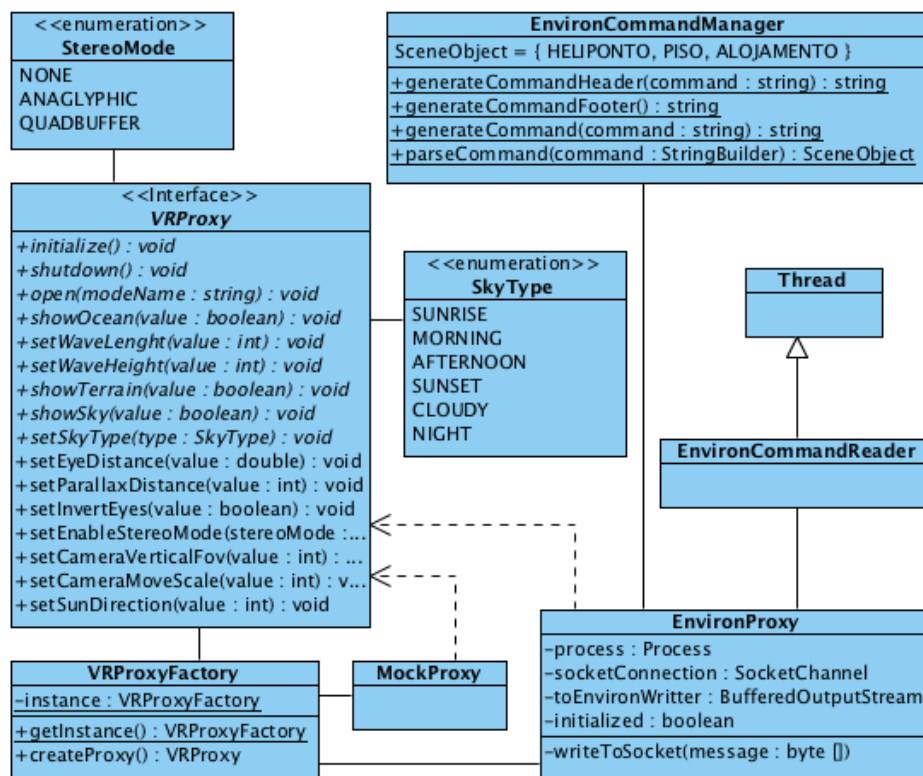 <<enumeration>>
StereoMode
NONE
ANAGLYPHIC
QUADBUFFER
EnvironCommandManager
SceneObject = { HELIPONTO, PISO, ALOJAMENTO }
+generateCommandHeader(command : string) : string
+generateCommandFooter() : string
+generateCommand(command : string) : string
+parseCommand(command : StringBuilder) : SceneObject
<<Interface>>
VRProxy
+initialize() : void
+shutdown() : void
+open(modeName : string) : void
+showOcean(value : boolean) : void
+setWaveLenght(value : int) : void
+setWaveHeight(value : int) : void
+showTerrain(value : boolean) : void
+showSky(value : boolean) : void
+setSkyType(type : SkyType) : void
+setEyeDistance(value : double) : void
+setParallaxDistance(value : int) : void
+setInvertEyes(value : boolean) : void
+setEnableStereoMode(stereoMode :...
+setCameraVerticalFov(value : int) : ...
+setCameraMoveScale(value : int) : v...
+setSunDirection(value : int) : void
<<enumeration>>
SkyType
SUNRISE
MORNING
AFTERNOON
SUNSET
CLOUDY
NIGHT
Thread
EnvironCommandReader
VRProxyFactory
-instance : VRProxyFactory
+getInstance() : VRProxyFactory
+createProxy() : VRProxy
MockProxy
EnvironProxy
-process : Process
-socketConnection : SocketChannel
-toEnvironWritter : BufferedOutputStream
-initialized : boolean
-writeToSocket(message : byte [])